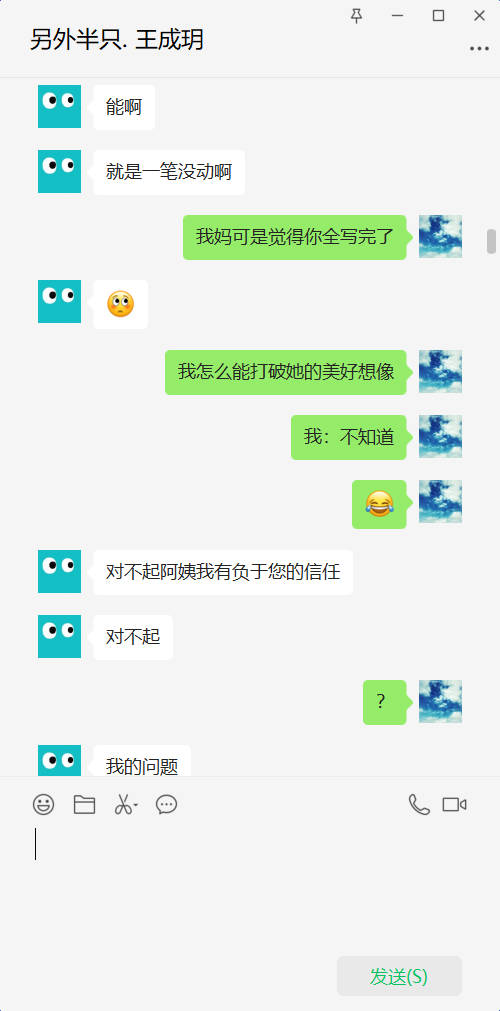 另外半只. 王成玥
能啊
就是一笔没动啊
我妈可是觉得你全写完了
我怎么能打破她的美好想像
我：不知道
对不起阿姨我有负于您的信任
对不起
？
我的问题
发送(S)